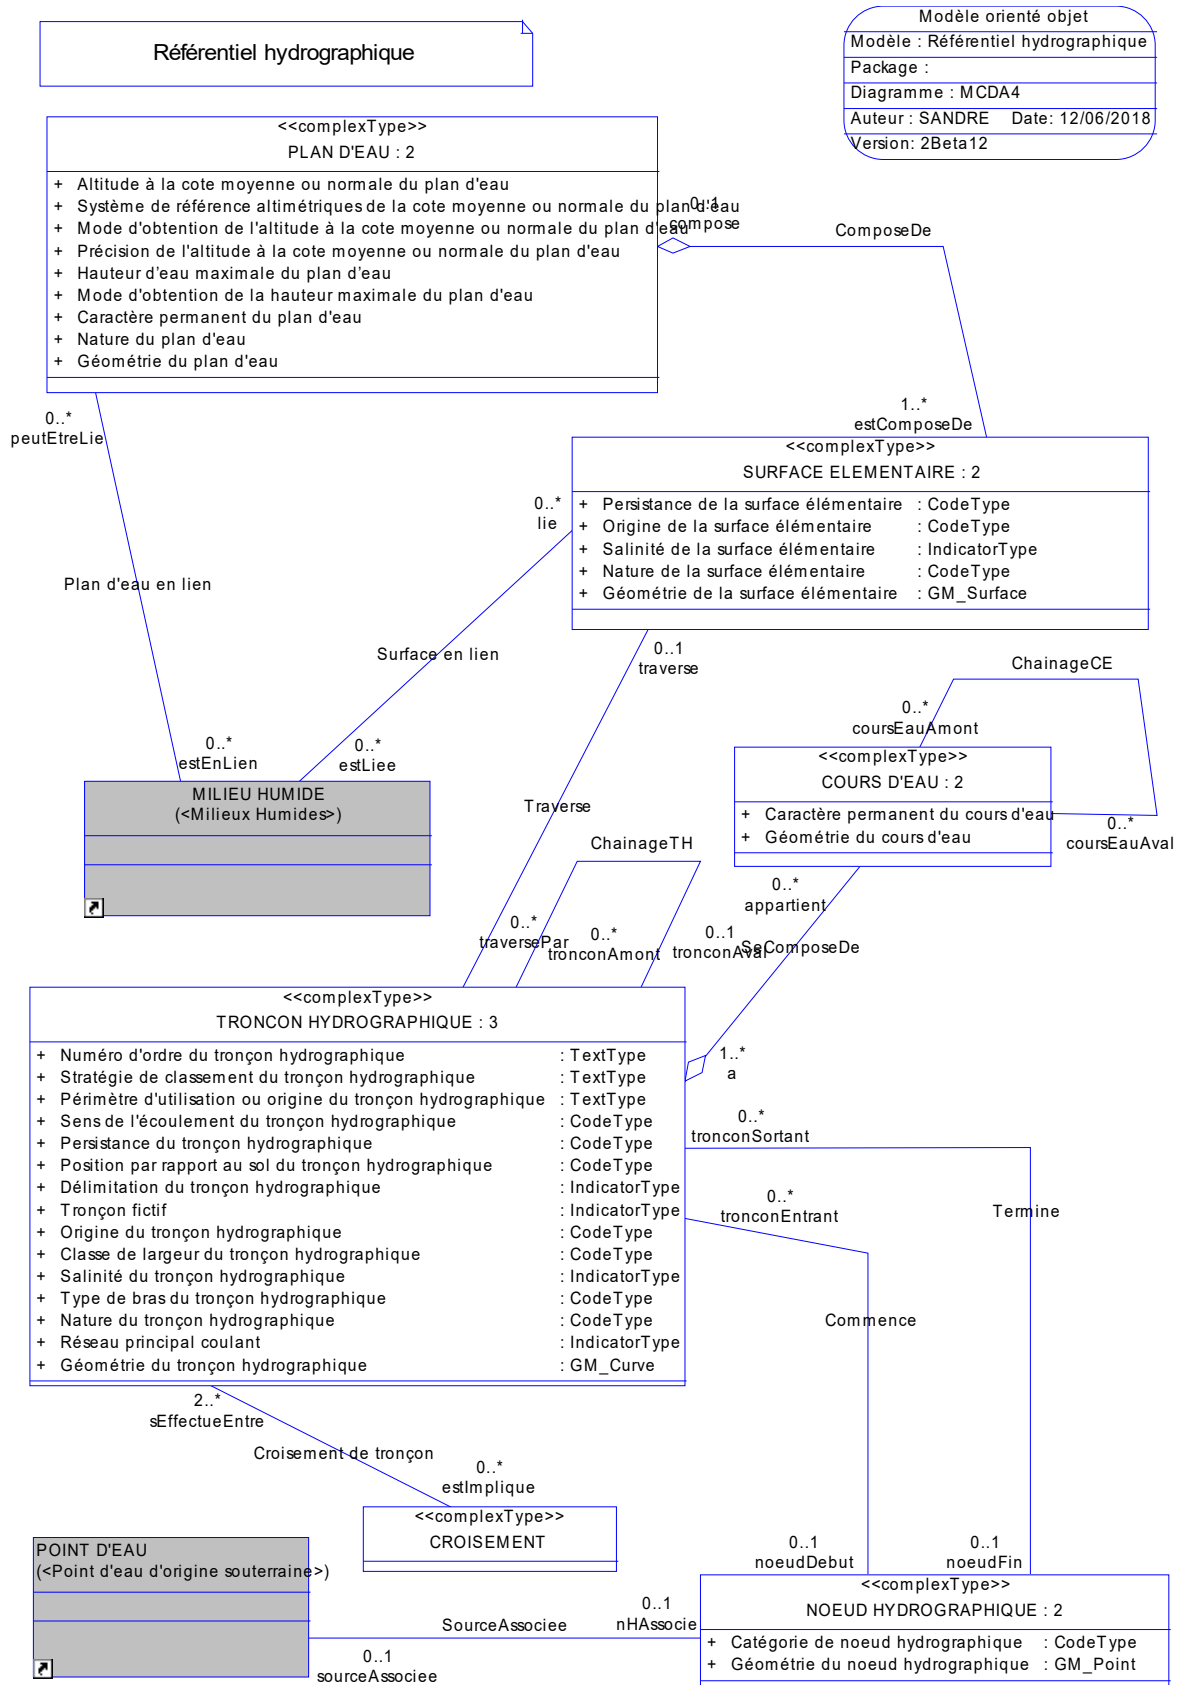 Référentiel hydrographique
Modèle orienté objet
Modèle : Référentiel hydrographique
Package :
Diagramme : MCDA4
Auteur : SANDRE Date: 12/06/2018
Version: 2Beta12
<<complexType>>
PLAN D'EAU : 2
+ Altitude à la cote moyenne ou normale du plan d'eau
+ Système de référence altimétriques de la cote moyenne ou normale du plan d'eau
+ Mode d'obtention de l'altitude à la cote moyenne ou normale du plan d'eau
+ Précision de l'altitude à la cote moyenne ou normale du plan d'eau
+ Hauteur d'eau maximale du plan d'eau
+ Mode d'obtention de la hauteur maximale du plan d'eau
+ Caractère permanent du plan d'eau
+ Nature du plan d'eau
+ Géométrie du plan d'eau
0..1
compose
ComposeDe
1..*
estComposeDe
0..*
peutEtreLie
Plan d'eau en lien
0..*
estEnLien
<<complexType>>
SURFACE ELEMENTAIRE : 2
+ Persistance de la surface élémentaire : CodeType
+ Origine de la surface élémentaire : CodeType
+ Salinité de la surface élémentaire : IndicatorType
+ Nature de la surface élémentaire : CodeType
+ Géométrie de la surface élémentaire : GM_Surface
0..*
lie
Surface en lien
0..*
estLiee
MILIEU HUMIDE
(<Milieux Humides>)
0..1
traverse
Traverse
0..*
traversePar
ChainageCE
0..*
coursEauAmont
<<complexType>>
COURS D'EAU : 2
+ Caractère permanent du cours d'eau
+ Géométrie du cours d'eau
0..*
coursEauAval
ChainageTH
0..*
tronconAmont
0..1
tronconAval
0..*
appartient
SeComposeDe
1..*
a
<<complexType>>
TRONCON HYDROGRAPHIQUE : 3
+ Numéro d'ordre du tronçon hydrographique : TextType
+ Stratégie de classement du tronçon hydrographique : TextType
+ Périmètre d'utilisation ou origine du tronçon hydrographique : TextType
+ Sens de l'écoulement du tronçon hydrographique : CodeType
+ Persistance du tronçon hydrographique : CodeType
+ Position par rapport au sol du tronçon hydrographique : CodeType
+ Délimitation du tronçon hydrographique : IndicatorType
+ Tronçon fictif : IndicatorType
+ Origine du tronçon hydrographique : CodeType
+ Classe de largeur du tronçon hydrographique : CodeType
+ Salinité du tronçon hydrographique : IndicatorType
+ Type de bras du tronçon hydrographique : CodeType
+ Nature du tronçon hydrographique : CodeType
+ Réseau principal coulant : IndicatorType
+ Géométrie du tronçon hydrographique : GM_Curve
0..*
tronconSortant
Termine
0..*
tronconEntrant
Commence
2..*
sEffectueEntre
Croisement de tronçon
0..*
estImplique
<<complexType>>
CROISEMENT
0..1
noeudDebut
0..1
noeudFin
POINT D'EAU
(<Point d'eau d'origine souterraine>)
0..1
sourceAssociee
SourceAssociee
0..1
nHAssocie
<<complexType>>
NOEUD HYDROGRAPHIQUE : 2
+ Catégorie de noeud hydrographique : CodeType
+ Géométrie du noeud hydrographique : GM_Point